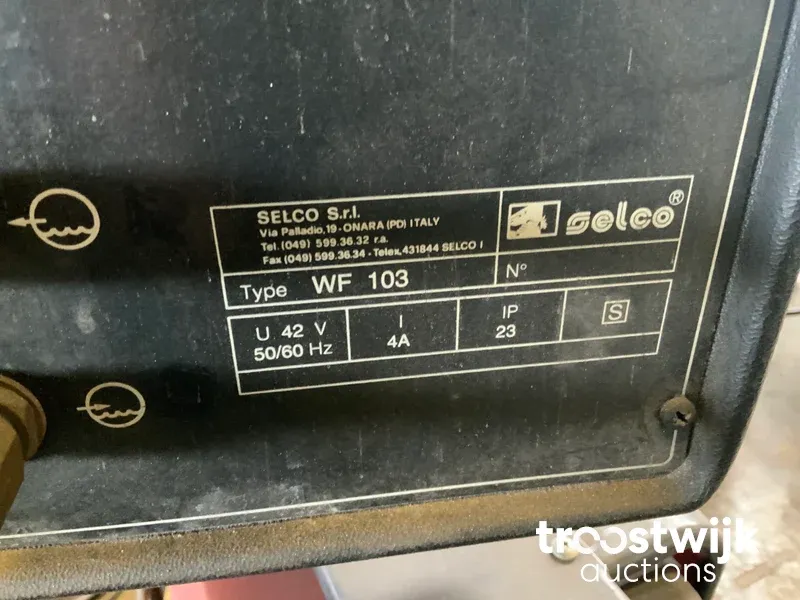 SELCO S.r.l.
Via Palladio,19 - ONARA (PD) ITALY
Tel. (049) 599.36.32 r.a.
Fax (049) 599.36.34 - Telex,431844 SELCO I
selco®
Type WF 103
N°
U 42 V
50/60 Hz
I
4A
IP
23
S
troostwijk
auctions